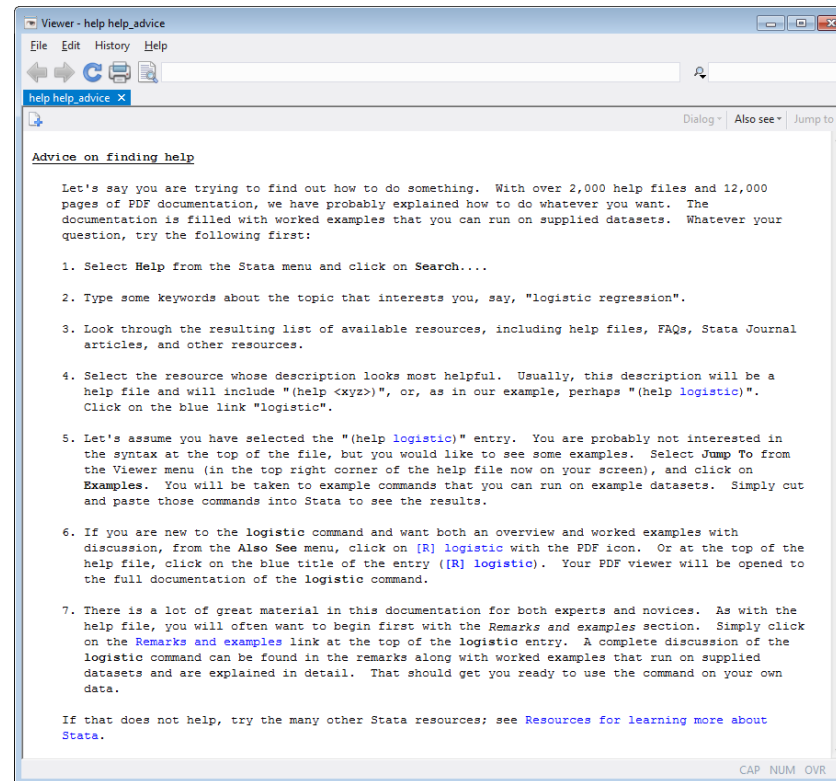 Viewer - help help_advice
File Edit History Help
help help_advice X
Dialog Also see Jump to
Advice on finding help
Let's say you are trying to find out how to do something. With over 2,000 help files and 12,000
pages of PDF documentation, we have probably explained how to do whatever you want. The
documentation is filled with worked examples that you can run on supplied datasets. Whatever your
question, try the following first:
1. Select Help from the Stata menu and click on Search....
2. Type some keywords about the topic that interests you, say, "logistic regression".
3. Look through the resulting list of available resources, including help files, FAQs, Stata Journal
articles, and other resources.
4. Select the resource whose description looks most helpful. Usually, this description will be a
help file and will include "(help <xyz>)", or, as in our example, perhaps "(help logistic)".
Click on the blue link "logistic".
5. Let's assume you have selected the "(help logistic)" entry. You are probably not interested in
the syntax at the top of the file, but you would like to see some examples. Select Jump To from
the Viewer menu (in the top right corner of the help file now on your screen), and click on
Examples. You will be taken to example commands that you can run on example datasets. Simply cut
and paste those commands into Stata to see the results.
6. If you are new to the logistic command and want both an overview and worked examples with
discussion, from the Also See menu, click on [R] logistic with the PDF icon. Or at the top of the
help file, click on the blue title of the entry ([R] logistic). Your PDF viewer will be opened to
the full documentation of the logistic command.
7. There is a lot of great material in this documentation for both experts and novices. As with the
help file, you will often want to begin first with the Remarks and examples section. Simply click
on the Remarks and examples link at the top of the logistic entry. A complete discussion of the
logistic command can be found in the remarks along with worked examples that run on supplied
datasets and are explained in detail. That should get you ready to use the command on your own
data.
If that does not help, try the many other Stata resources; see Resources for learning more about
Stata.
CAP NUM OVR